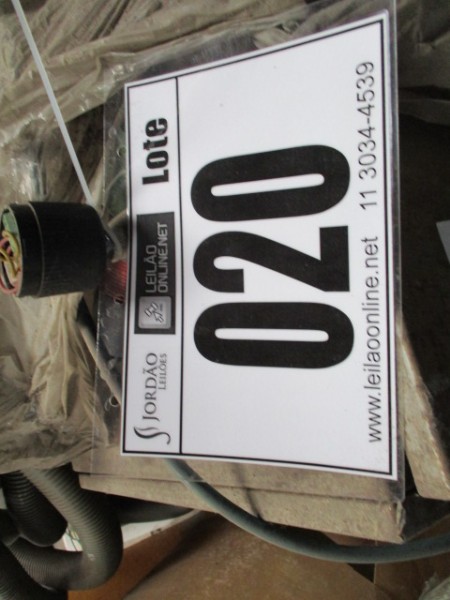 JORDÃO
LEILÕES
LEILÃO
ONLINE.NET
Lote
020
www.leilaoonline.net 11 3034-4539